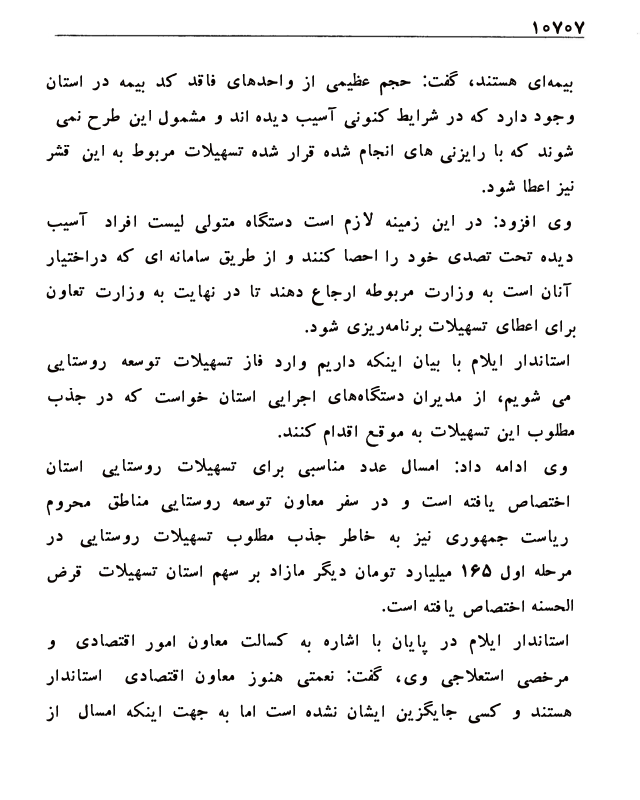 ۱۰۷۰۷
بیمه‌ای هستند، گفت: حجم عظیمی از واحدهای فاقد کد بیمه در استان
وجود دارد که در شرایط کنونی آسیب دیده اند و مشمول این طرح نمی
شوند که با رایزنی های انجام شده قرار شده تسهیلات مربوط به این قشر
نیز اعطا شود.
وی افزود: در این زمینه لازم است دستگاه متولی لیست افراد آسیب
دیده تحت تصدی خود را احصا کنند و از طریق سامانه ای که دراختیار
آنان است به وزارت مربوطه ارجاع دهند تا در نهایت به وزارت تعاون
برای اعطای تسهیلات برنامه‌ریزی شود.
استاندار ایلام با بیان اینکه داریم وارد فاز تسهیلات توسعه روستایی
می شویم، از مدیران دستگاه‌های اجرایی استان خواست که در جذب
مطلوب این تسهیلات به موقع اقدام کنند.
وی ادامه داد: امسال عدد مناسبی برای تسهیلات روستایی استان
اختصاص یافته است و در سفر معاون توسعه روستایی مناطق محروم
ریاست جمهوری نیز به خاطر جذب مطلوب تسهیلات روستایی در
مرحله اول ۱۶۵ میلیارد تومان دیگر مازاد بر سهم استان تسهیلات قرض
الحسنه اختصاص یافته است.
استاندار ایلام در پایان با اشاره به کسالت معاون امور اقتصادی و
مرخصی استعلاجی وی، گفت: نعمتی هنوز معاون اقتصادی استاندار
هستند و کسی جایگزین ایشان نشده است اما به جهت اینکه امسال از